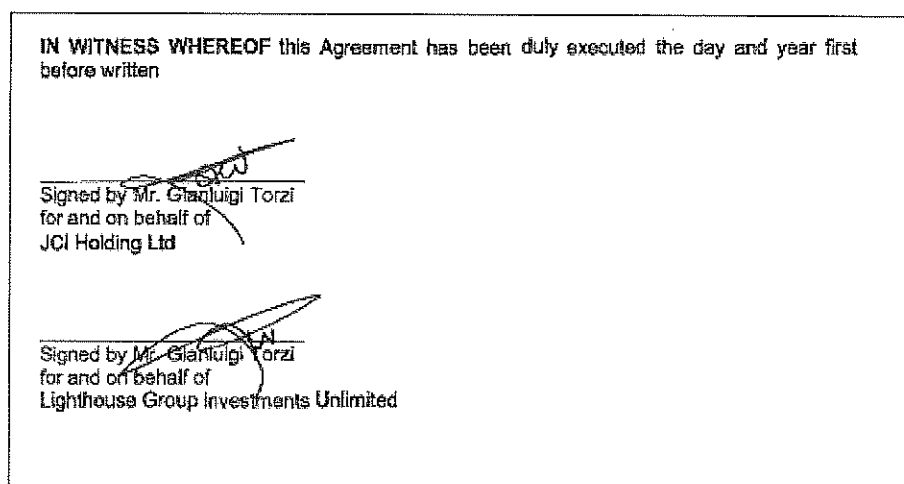 IN WITNESS WHEREOF this Agreement has been duly executed the day and year first
before written
Signed by Mr. Gianluigi Torzi
for and on behalf of
JCI Holding Ltd
Signed by Mr. Gianluigi Torzi
for and on behalf of
Lighthouse Group Investments Unlimited